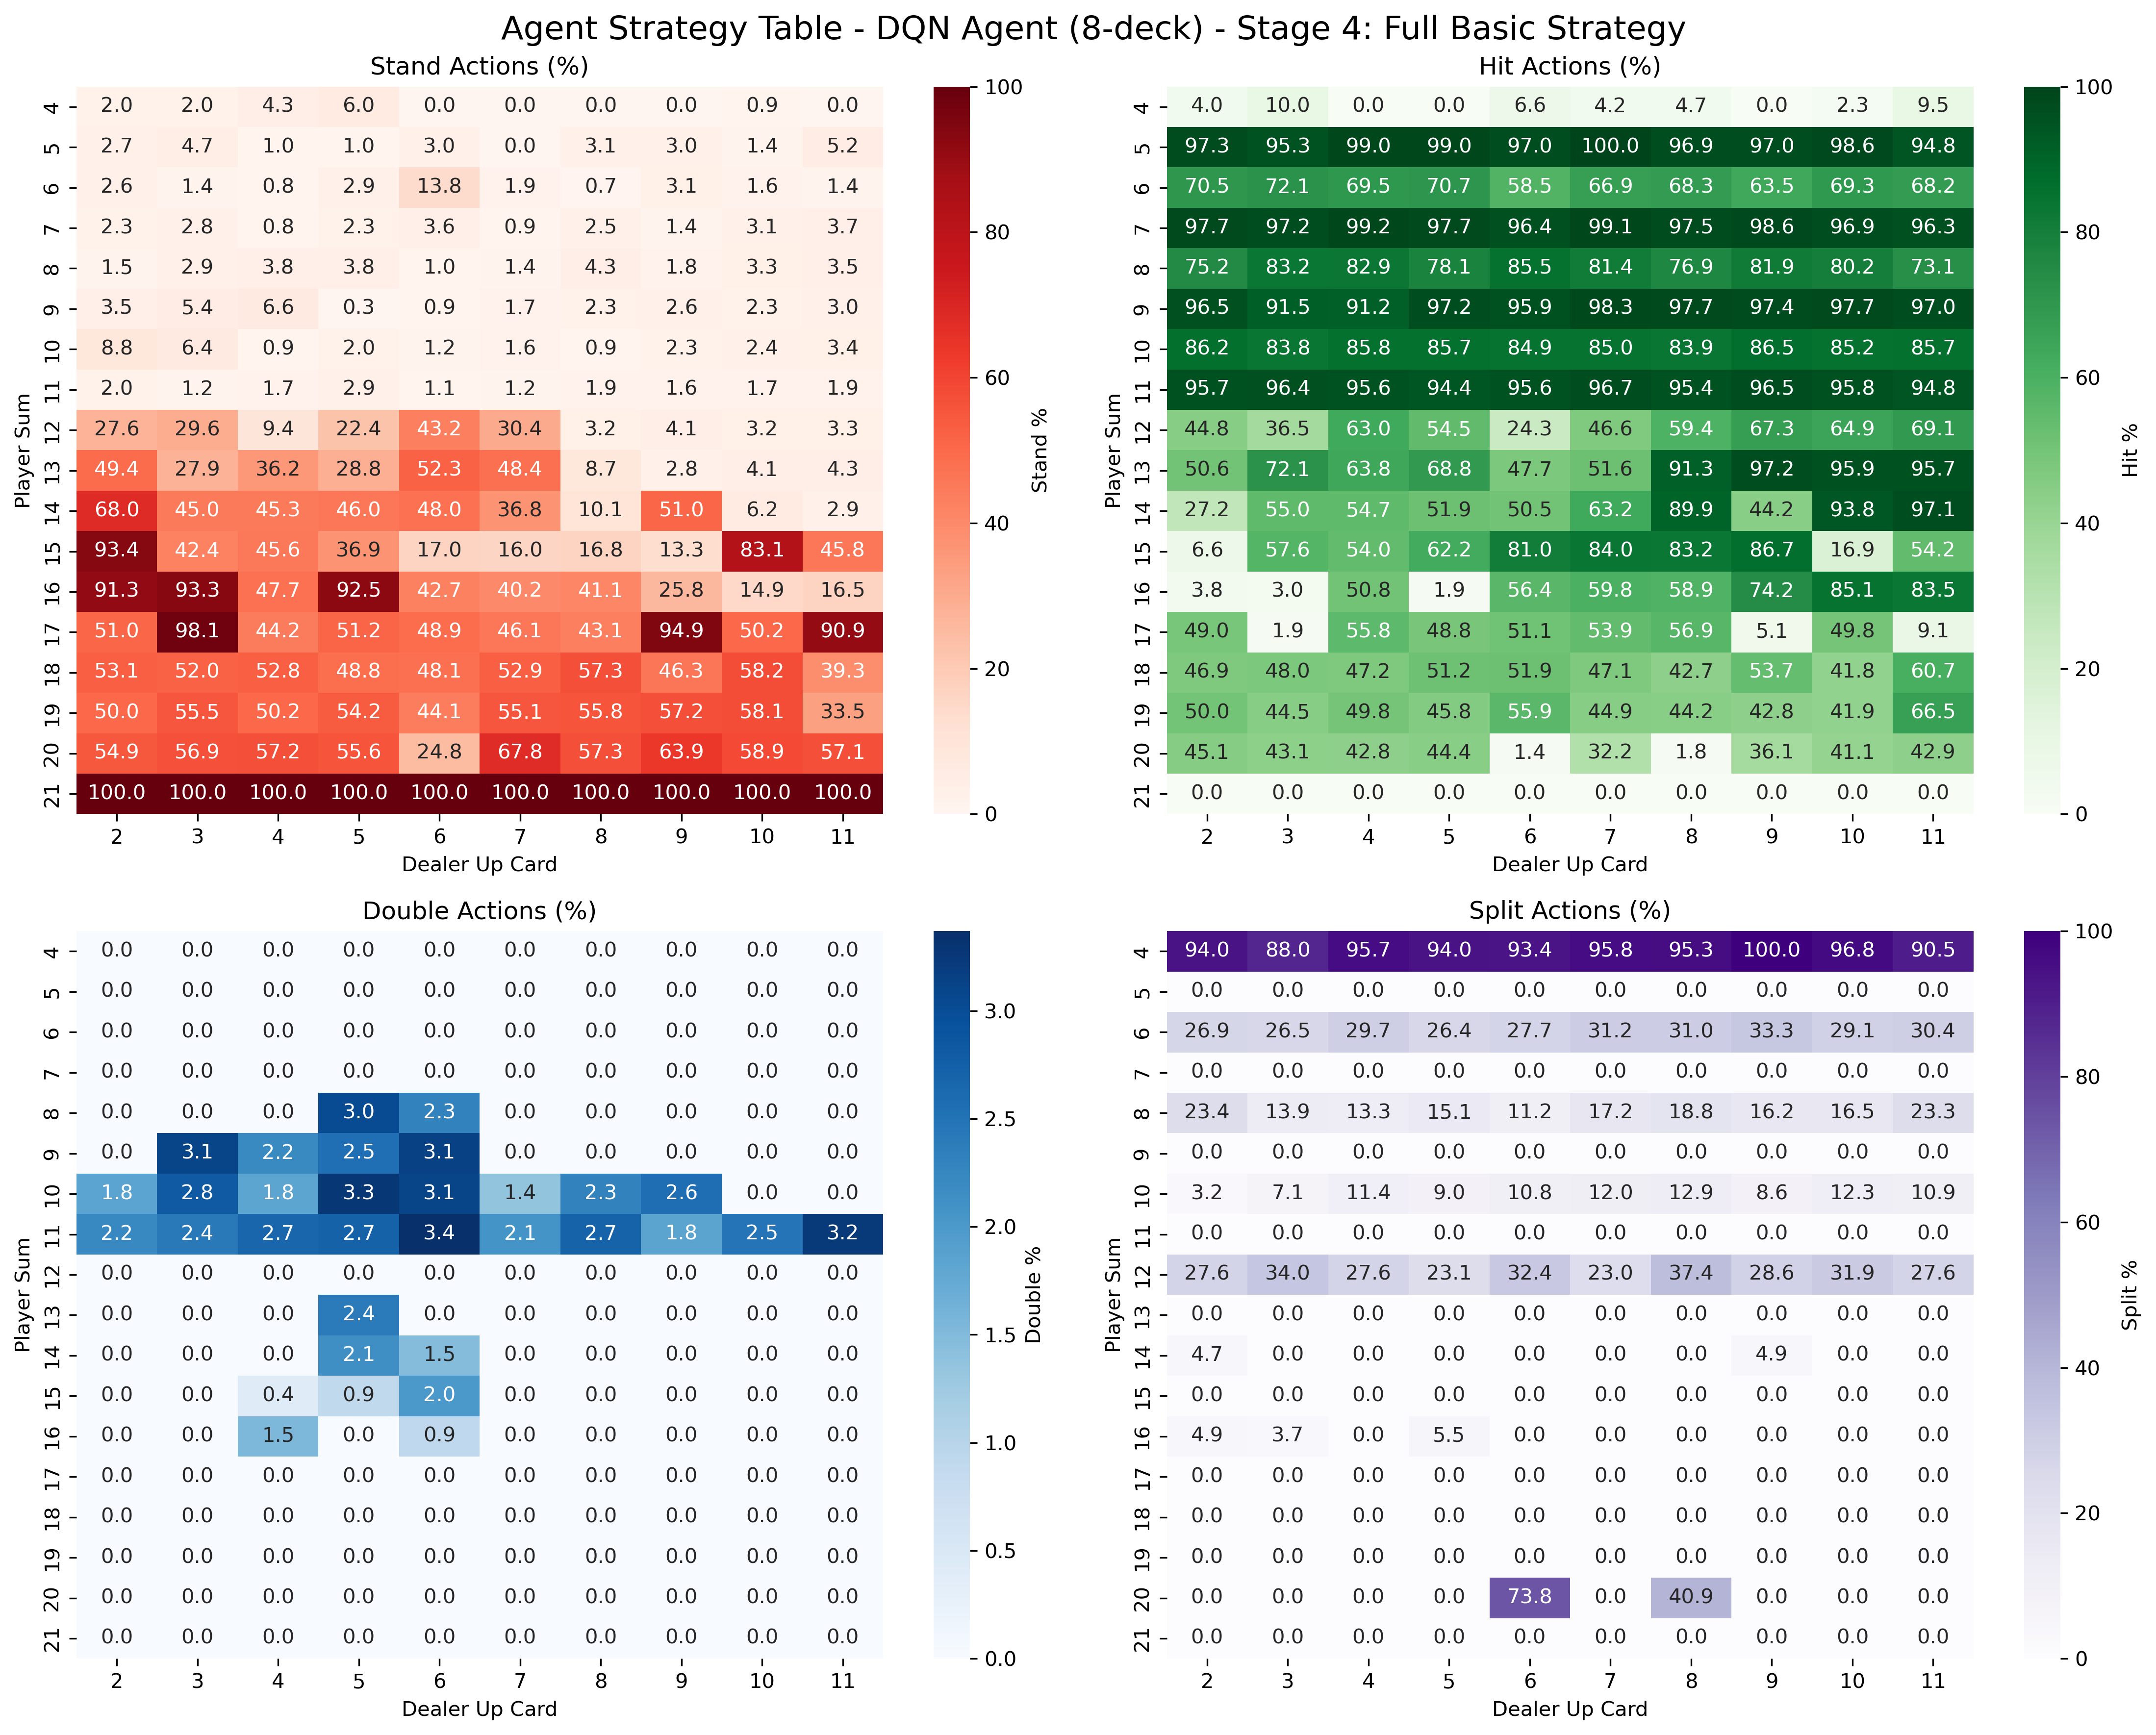 Agent Strategy Table - DQN Agent (8-deck) - Stage 4: Full Basic Strategy
Stand Actions (%)
4 2.0 2.0 4.3 6.0 0.0 0.0 0.0 0.0 0.9 0.0
5 2.7 4.7 1.0 1.0 3.0 0.0 3.1 3.0 1.4 5.2
6 2.6 1.4 0.8 2.9 13.8 1.9 0.7 3.1 1.6 1.4
7 2.3 2.8 0.8 2.3 3.6 0.9 2.5 1.4 3.1 3.7
8 1.5 2.9 3.8 3.8 1.0 1.4 4.3 1.8 3.3 3.5
9 3.5 5.4 6.6 0.3 0.9 1.7 2.3 2.6 2.3 3.0
10 8.8 6.4 0.9 2.0 1.2 1.6 0.9 2.3 2.4 3.4
11 2.0 1.2 1.7 2.9 1.1 1.2 1.9 1.6 1.7 1.9
12 27.6 29.6 9.4 22.4 43.2 30.4 3.2 4.1 3.2 3.3
13 49.4 27.9 36.2 28.8 52.3 48.4 8.7 2.8 4.1 4.3
14 68.0 45.0 45.3 46.0 48.0 36.8 10.1 51.0 6.2 2.9
15 93.4 42.4 45.6 36.9 17.0 16.0 16.8 13.3 83.1 45.8
16 91.3 93.3 47.7 92.5 42.7 40.2 41.1 25.8 14.9 16.5
17 51.0 98.1 44.2 51.2 48.9 46.1 43.1 94.9 50.2 90.9
18 53.1 52.0 52.8 48.8 48.1 52.9 57.3 46.3 58.2 39.3
19 50.0 55.5 50.2 54.2 44.1 55.1 55.8 57.2 58.1 33.5
20 54.9 56.9 57.2 55.6 24.8 67.8 57.3 63.9 58.9 57.1
21 100.0 100.0 100.0 100.0 100.0 100.0 100.0 100.0 100.0 100.0
2 3 4 5 6 7 8 9 10 11
Dealer Up Card
Player Sum
100
80
60
40
20
0
Stand %
Hit Actions (%)
4 4.0 10.0 0.0 0.0 6.6 4.2 4.7 0.0 2.3 9.5
5 97.3 95.3 99.0 99.0 97.0 100.0 96.9 97.0 98.6 94.8
6 70.5 72.1 69.5 70.7 58.5 66.9 68.3 63.5 69.3 68.2
7 97.7 97.2 99.2 97.7 96.4 99.1 97.5 98.6 96.9 96.3
8 75.2 83.2 82.9 78.1 85.5 81.4 76.9 81.9 80.2 73.1
9 96.5 91.5 91.2 97.2 95.9 98.3 97.7 97.4 97.7 97.0
10 86.2 83.8 85.8 85.7 84.9 85.0 83.9 86.5 85.2 85.7
11 95.7 96.4 95.6 94.4 95.6 96.7 95.4 96.5 95.8 94.8
12 44.8 36.5 63.0 54.5 24.3 46.6 59.4 67.3 64.9 69.1
13 50.6 72.1 63.8 68.8 47.7 51.6 91.3 97.2 95.9 95.7
14 27.2 55.0 54.7 51.9 50.5 63.2 89.9 44.2 93.8 97.1
15 6.6 57.6 54.0 62.2 81.0 84.0 83.2 86.7 16.9 54.2
16 3.8 3.0 50.8 1.9 56.4 59.8 58.9 74.2 85.1 83.5
17 49.0 1.9 55.8 48.8 51.1 53.9 56.9 5.1 49.8 9.1
18 46.9 48.0 47.2 51.2 51.9 47.1 42.7 53.7 41.8 60.7
19 50.0 44.5 49.8 45.8 55.9 44.9 44.2 42.8 41.9 66.5
20 45.1 43.1 42.8 44.4 1.4 32.2 1.8 36.1 41.1 42.9
21 0.0 0.0 0.0 0.0 0.0 0.0 0.0 0.0 0.0 0.0
2 3 4 5 6 7 8 9 10 11
Dealer Up Card
Player Sum
100
80
60
40
20
0
Hit %
Double Actions (%)
4 0.0 0.0 0.0 0.0 0.0 0.0 0.0 0.0 0.0 0.0
5 0.0 0.0 0.0 0.0 0.0 0.0 0.0 0.0 0.0 0.0
6 0.0 0.0 0.0 0.0 0.0 0.0 0.0 0.0 0.0 0.0
7 0.0 0.0 0.0 0.0 0.0 0.0 0.0 0.0 0.0 0.0
8 0.0 0.0 0.0 3.0 2.3 0.0 0.0 0.0 0.0 0.0
9 0.0 3.1 2.2 2.5 3.1 0.0 0.0 0.0 0.0 0.0
10 1.8 2.8 1.8 3.3 3.1 1.4 2.3 2.6 0.0 0.0
11 2.2 2.4 2.7 2.7 3.4 2.1 2.7 1.8 2.5 3.2
12 0.0 0.0 0.0 0.0 0.0 0.0 0.0 0.0 0.0 0.0
13 0.0 0.0 0.0 2.4 0.0 0.0 0.0 0.0 0.0 0.0
14 0.0 0.0 0.0 2.1 1.5 0.0 0.0 0.0 0.0 0.0
15 0.0 0.0 0.4 0.9 2.0 0.0 0.0 0.0 0.0 0.0
16 0.0 0.0 1.5 0.0 0.9 0.0 0.0 0.0 0.0 0.0
17 0.0 0.0 0.0 0.0 0.0 0.0 0.0 0.0 0.0 0.0
18 0.0 0.0 0.0 0.0 0.0 0.0 0.0 0.0 0.0 0.0
19 0.0 0.0 0.0 0.0 0.0 0.0 0.0 0.0 0.0 0.0
20 0.0 0.0 0.0 0.0 0.0 0.0 0.0 0.0 0.0 0.0
21 0.0 0.0 0.0 0.0 0.0 0.0 0.0 0.0 0.0 0.0
2 3 4 5 6 7 8 9 10 11
Dealer Up Card
Player Sum
3.0
2.5
2.0
1.5
1.0
0.5
0.0
Double %
Split Actions (%)
4 94.0 88.0 95.7 94.0 93.4 95.8 95.3 100.0 96.8 90.5
5 0.0 0.0 0.0 0.0 0.0 0.0 0.0 0.0 0.0 0.0
6 26.9 26.5 29.7 26.4 27.7 31.2 31.0 33.3 29.1 30.4
7 0.0 0.0 0.0 0.0 0.0 0.0 0.0 0.0 0.0 0.0
8 23.4 13.9 13.3 15.1 11.2 17.2 18.8 16.2 16.5 23.3
9 0.0 0.0 0.0 0.0 0.0 0.0 0.0 0.0 0.0 0.0
10 3.2 7.1 11.4 9.0 10.8 12.0 12.9 8.6 12.3 10.9
11 0.0 0.0 0.0 0.0 0.0 0.0 0.0 0.0 0.0 0.0
12 27.6 34.0 27.6 23.1 32.4 23.0 37.4 28.6 31.9 27.6
13 0.0 0.0 0.0 0.0 0.0 0.0 0.0 0.0 0.0 0.0
14 4.7 0.0 0.0 0.0 0.0 0.0 0.0 4.9 0.0 0.0
15 0.0 0.0 0.0 0.0 0.0 0.0 0.0 0.0 0.0 0.0
16 4.9 3.7 0.0 5.5 0.0 0.0 0.0 0.0 0.0 0.0
17 0.0 0.0 0.0 0.0 0.0 0.0 0.0 0.0 0.0 0.0
18 0.0 0.0 0.0 0.0 0.0 0.0 0.0 0.0 0.0 0.0
19 0.0 0.0 0.0 0.0 0.0 0.0 0.0 0.0 0.0 0.0
20 0.0 0.0 0.0 0.0 73.8 0.0 40.9 0.0 0.0 0.0
21 0.0 0.0 0.0 0.0 0.0 0.0 0.0 0.0 0.0 0.0
2 3 4 5 6 7 8 9 10 11
Dealer Up Card
Player Sum
100
80
60
40
20
0
Split %